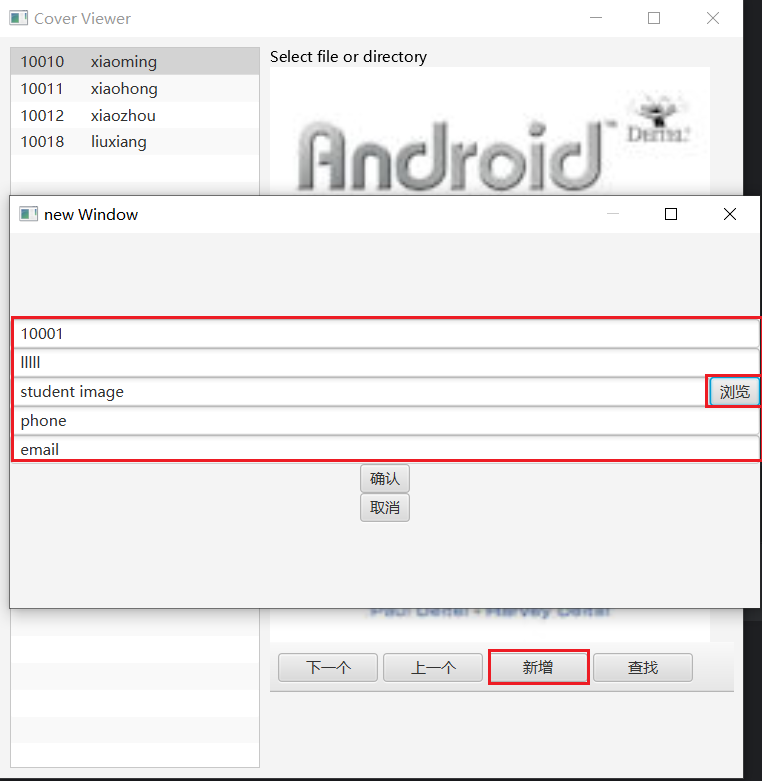 Cover Viewer
10010 xiaoming
10011 xiaohong
10012 xiaozhou
10018 liuxiang
Select file or directory
Android™
DEITEL®
new Window
10001
lllll
student image
浏览
phone
email
确认
取消
Paul Deitel • Harvey Deitel
下一个
上一个
新增
查找